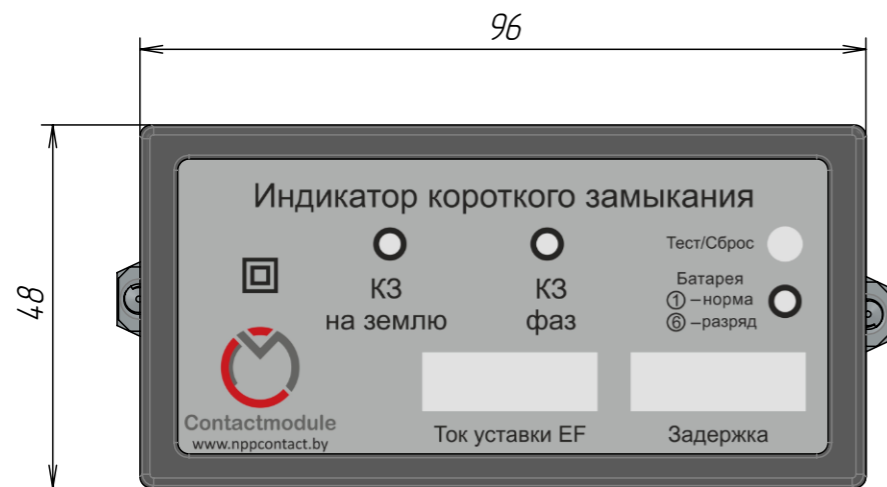 96
48
Индикатор короткого замыкания
КЗ
на землю
КЗ
фаз
Тест/Сброс
Батарея
① –норма
⑥ –разряд
Contactmodule
www.nppcontact.by
Ток уставки EF
Задержка